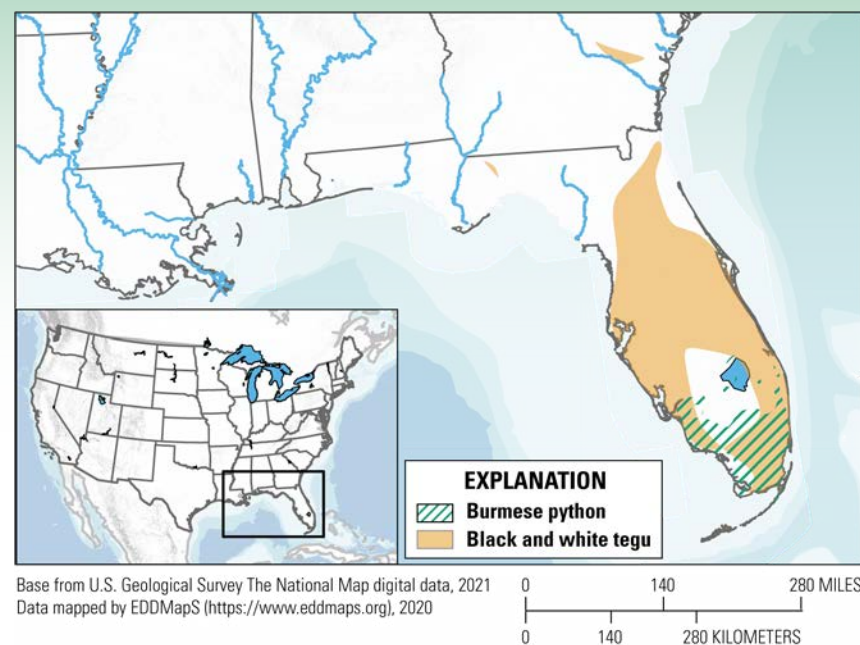 EXPLANATION
Burmese python
Black and white tegu
Base from U.S. Geological Survey The National Map digital data, 2021
Data mapped by EDDMapS (https://www.eddmaps.org), 2020
0 140 280 MILES
0 140 280 KILOMETERS